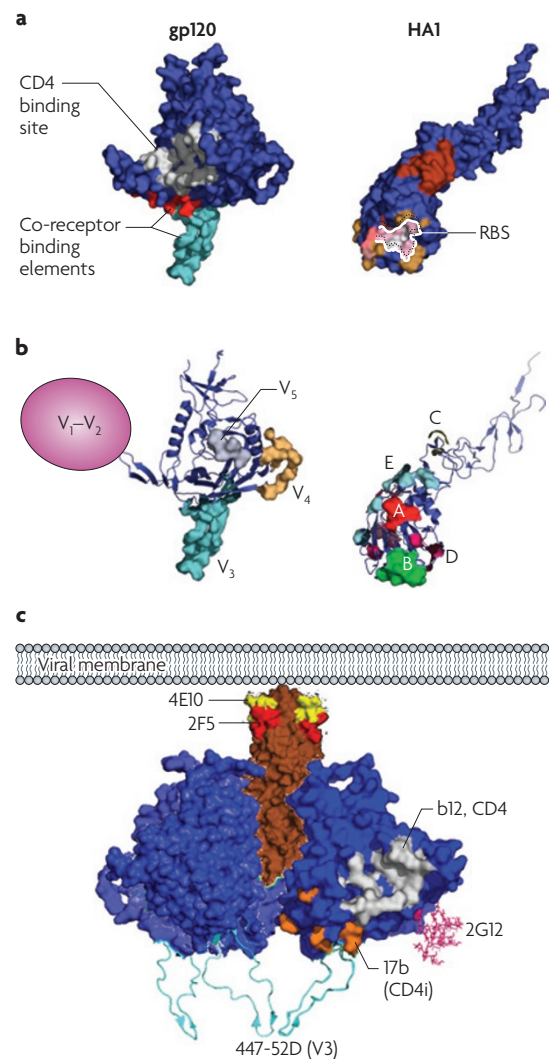 a
gp120
HA1
CD4
binding
site
Co-receptor
binding
elements
RBS
b
V₁–V₂
V₅
V₄
V₃
C
E
A
D
B
c
Viral membrane
4E10
2F5
b12, CD4
2G12
17b
(CD4i)
447-52D (V3)